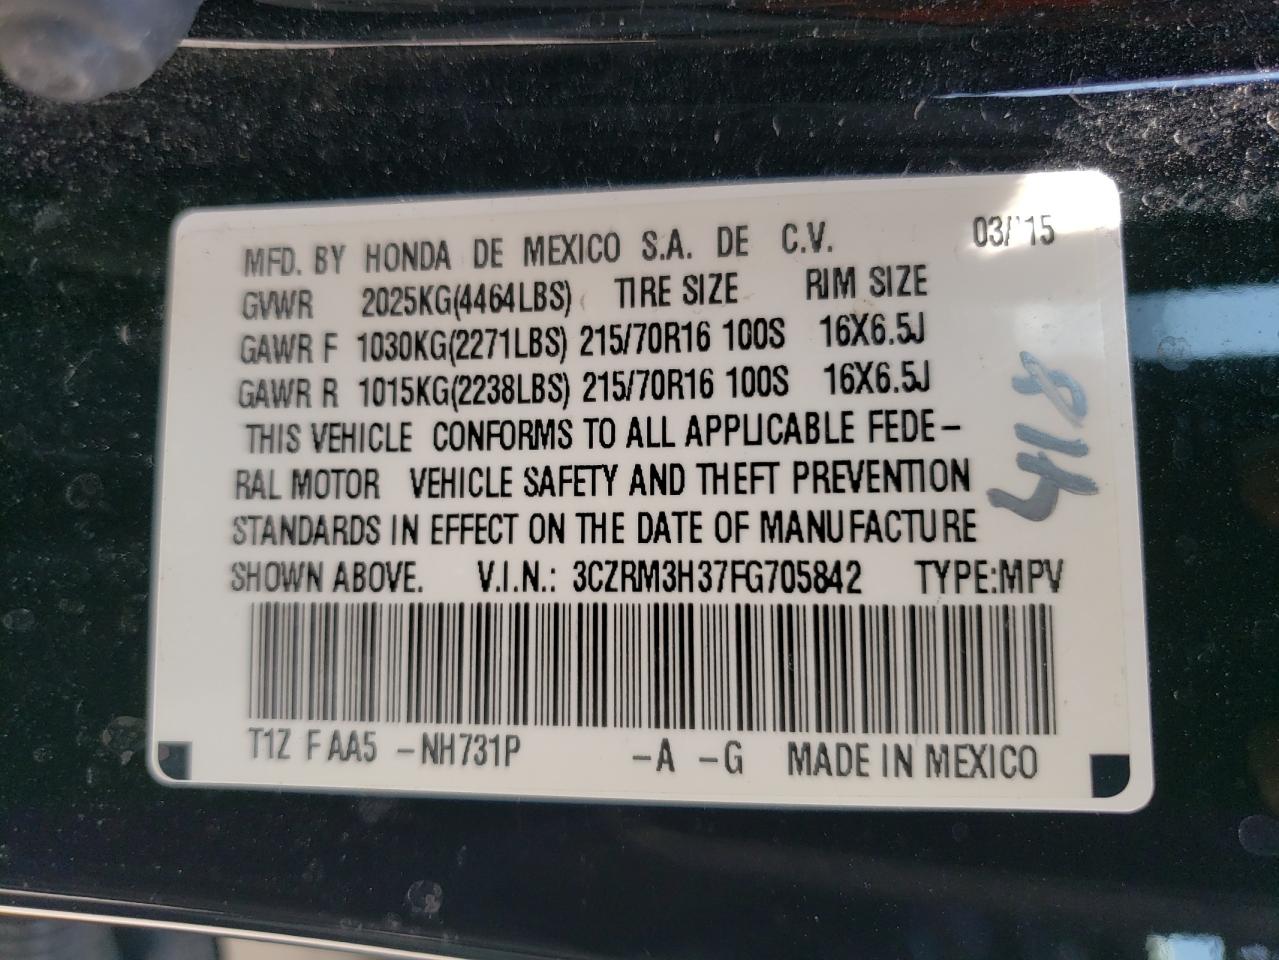 MFD. BY HONDA DE MEXICO S.A. DE C.V. 03/'15
GVWR 2025KG(4464LBS) TIRE SIZE RIM SIZE
GAWR F 1030KG(2271LBS) 215/70R16 100S 16X6.5J
GAWR R 1015KG(2238LBS) 215/70R16 100S 16X6.5J
THIS VEHICLE CONFORMS TO ALL APPLICABLE FEDE-
RAL MOTOR VEHICLE SAFETY AND THEFT PREVENTION
STANDARDS IN EFFECT ON THE DATE OF MANUFACTURE
SHOWN ABOVE. V.I.N.: 3CZRM3H37FG705842 TYPE:MPV
T1Z F AA5 -NH731P -A -G MADE IN MEXICO
418